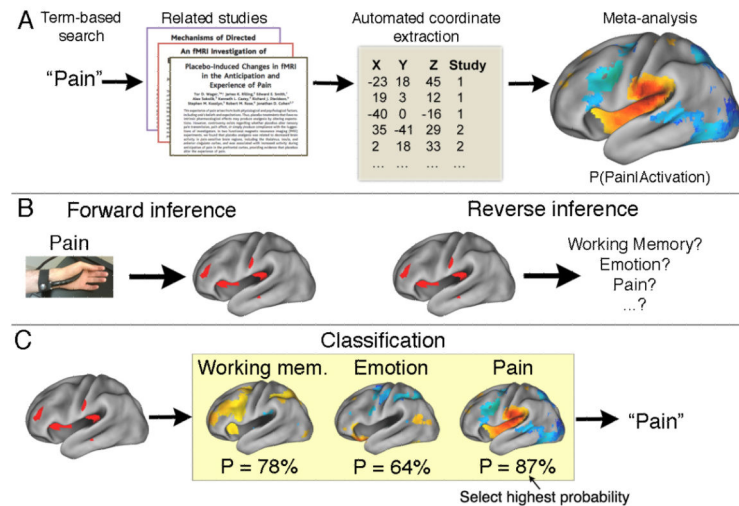 A
Term-based
search
Related studies
Automated coordinate
extraction
Meta-analysis
"Pain"
Mechanisms of Directed
An fMRI Investigation of
Placebo-Induced Changes in fMRI
in the Anticipation and
Experience of Pain
X Y Z Study
-23 18 45 1
19 3 12 1
-40 0 -16 1
35 -41 29 2
2 18 33 2
... ... ... ...
P(Pain|Activation)
B
Forward inference
Reverse inference
Pain
Working Memory?
Emotion?
Pain?
...?
C
Classification
Working mem. Emotion Pain
"Pain"
P = 78% P = 64% P = 87%
Select highest probability